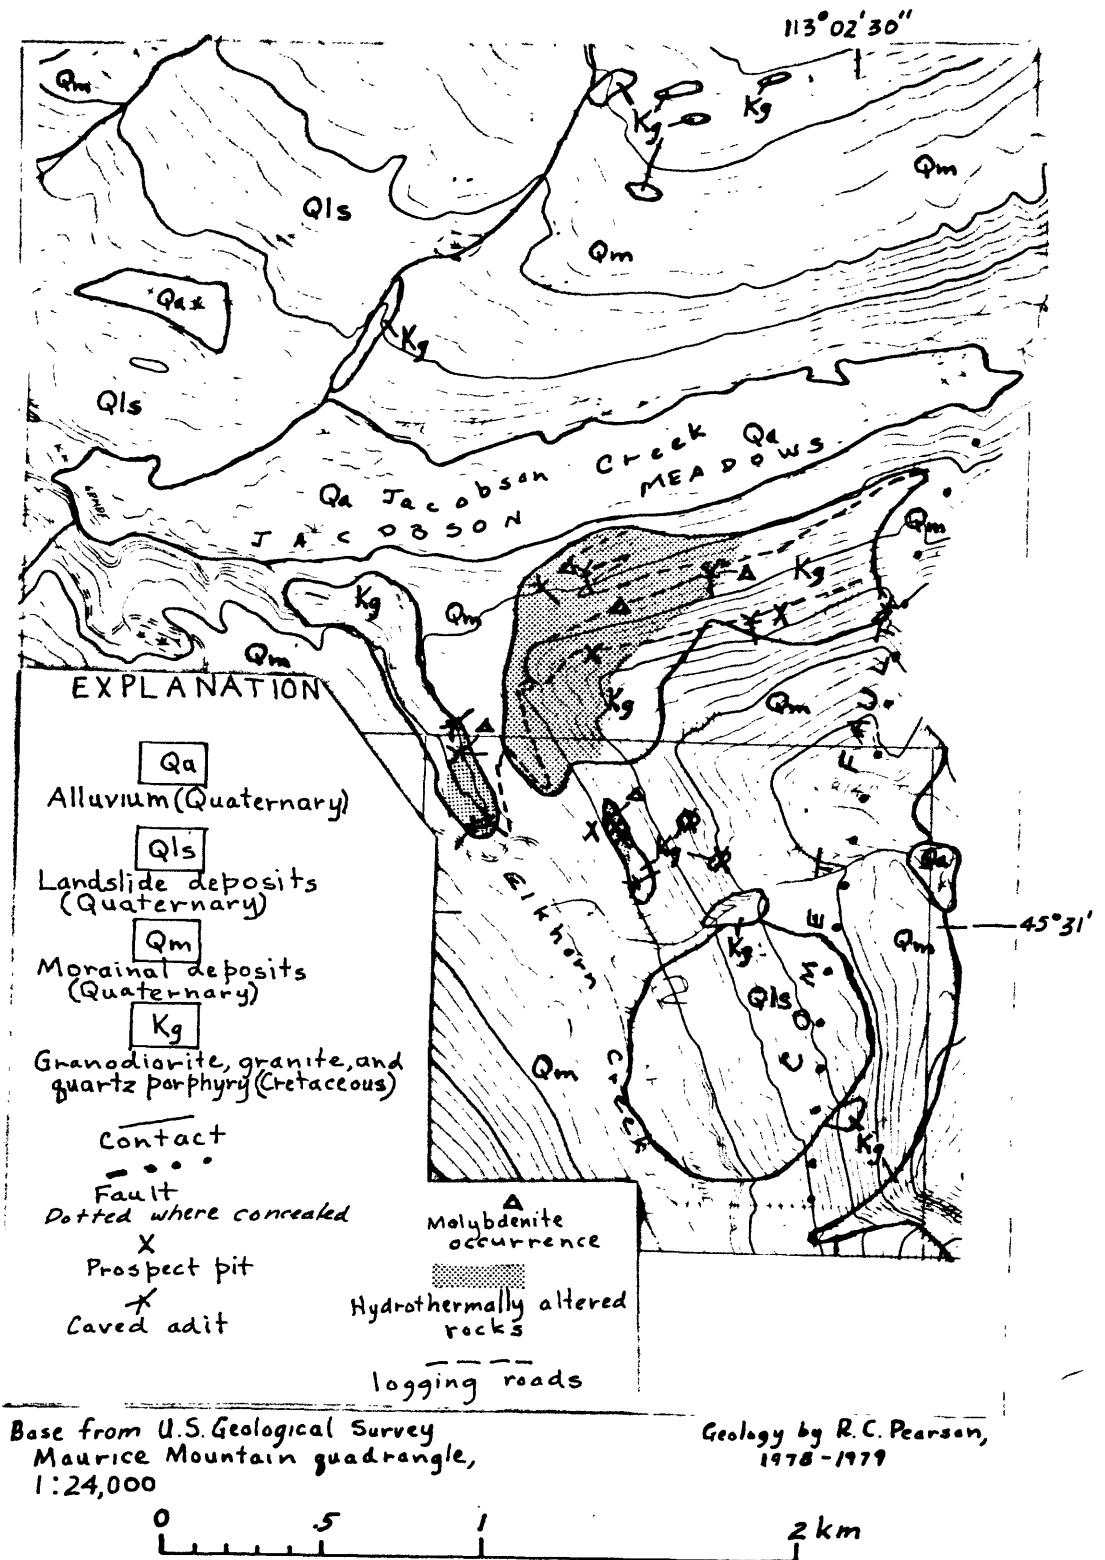 113° 02' 30"
Qm
Kg
Kg
Qm
Qls
Qm
Qa
Kg
Qls
Qa Jacobson Creek Qa
JACOBSON MEADOWS
Qm
Kg
Kg
Qm
Qm
Kg
Qm
Kg
Qa
45° 31'
Elkhorn Creek
Kg
Qm
Qls
Qm
Kg
EXPLANATION
Qa
Alluvium (Quaternary)
Qls
Landslide deposits
(Quaternary)
Qm
Morainal deposits
(Quaternary)
Kg
Granodiorite, granite, and
quartz porphyry (Cretaceous)
Contact
Fault
Dotted where concealed
X
Prospect pit
Caved adit
Molybdenite
occurrence
Hydrothermally altered
rocks
logging roads
Base from U.S. Geological Survey
Maurice Mountain quadrangle,
1:24,000
Geology by R.C. Pearson,
1978-1979
0 .5 1 2 km